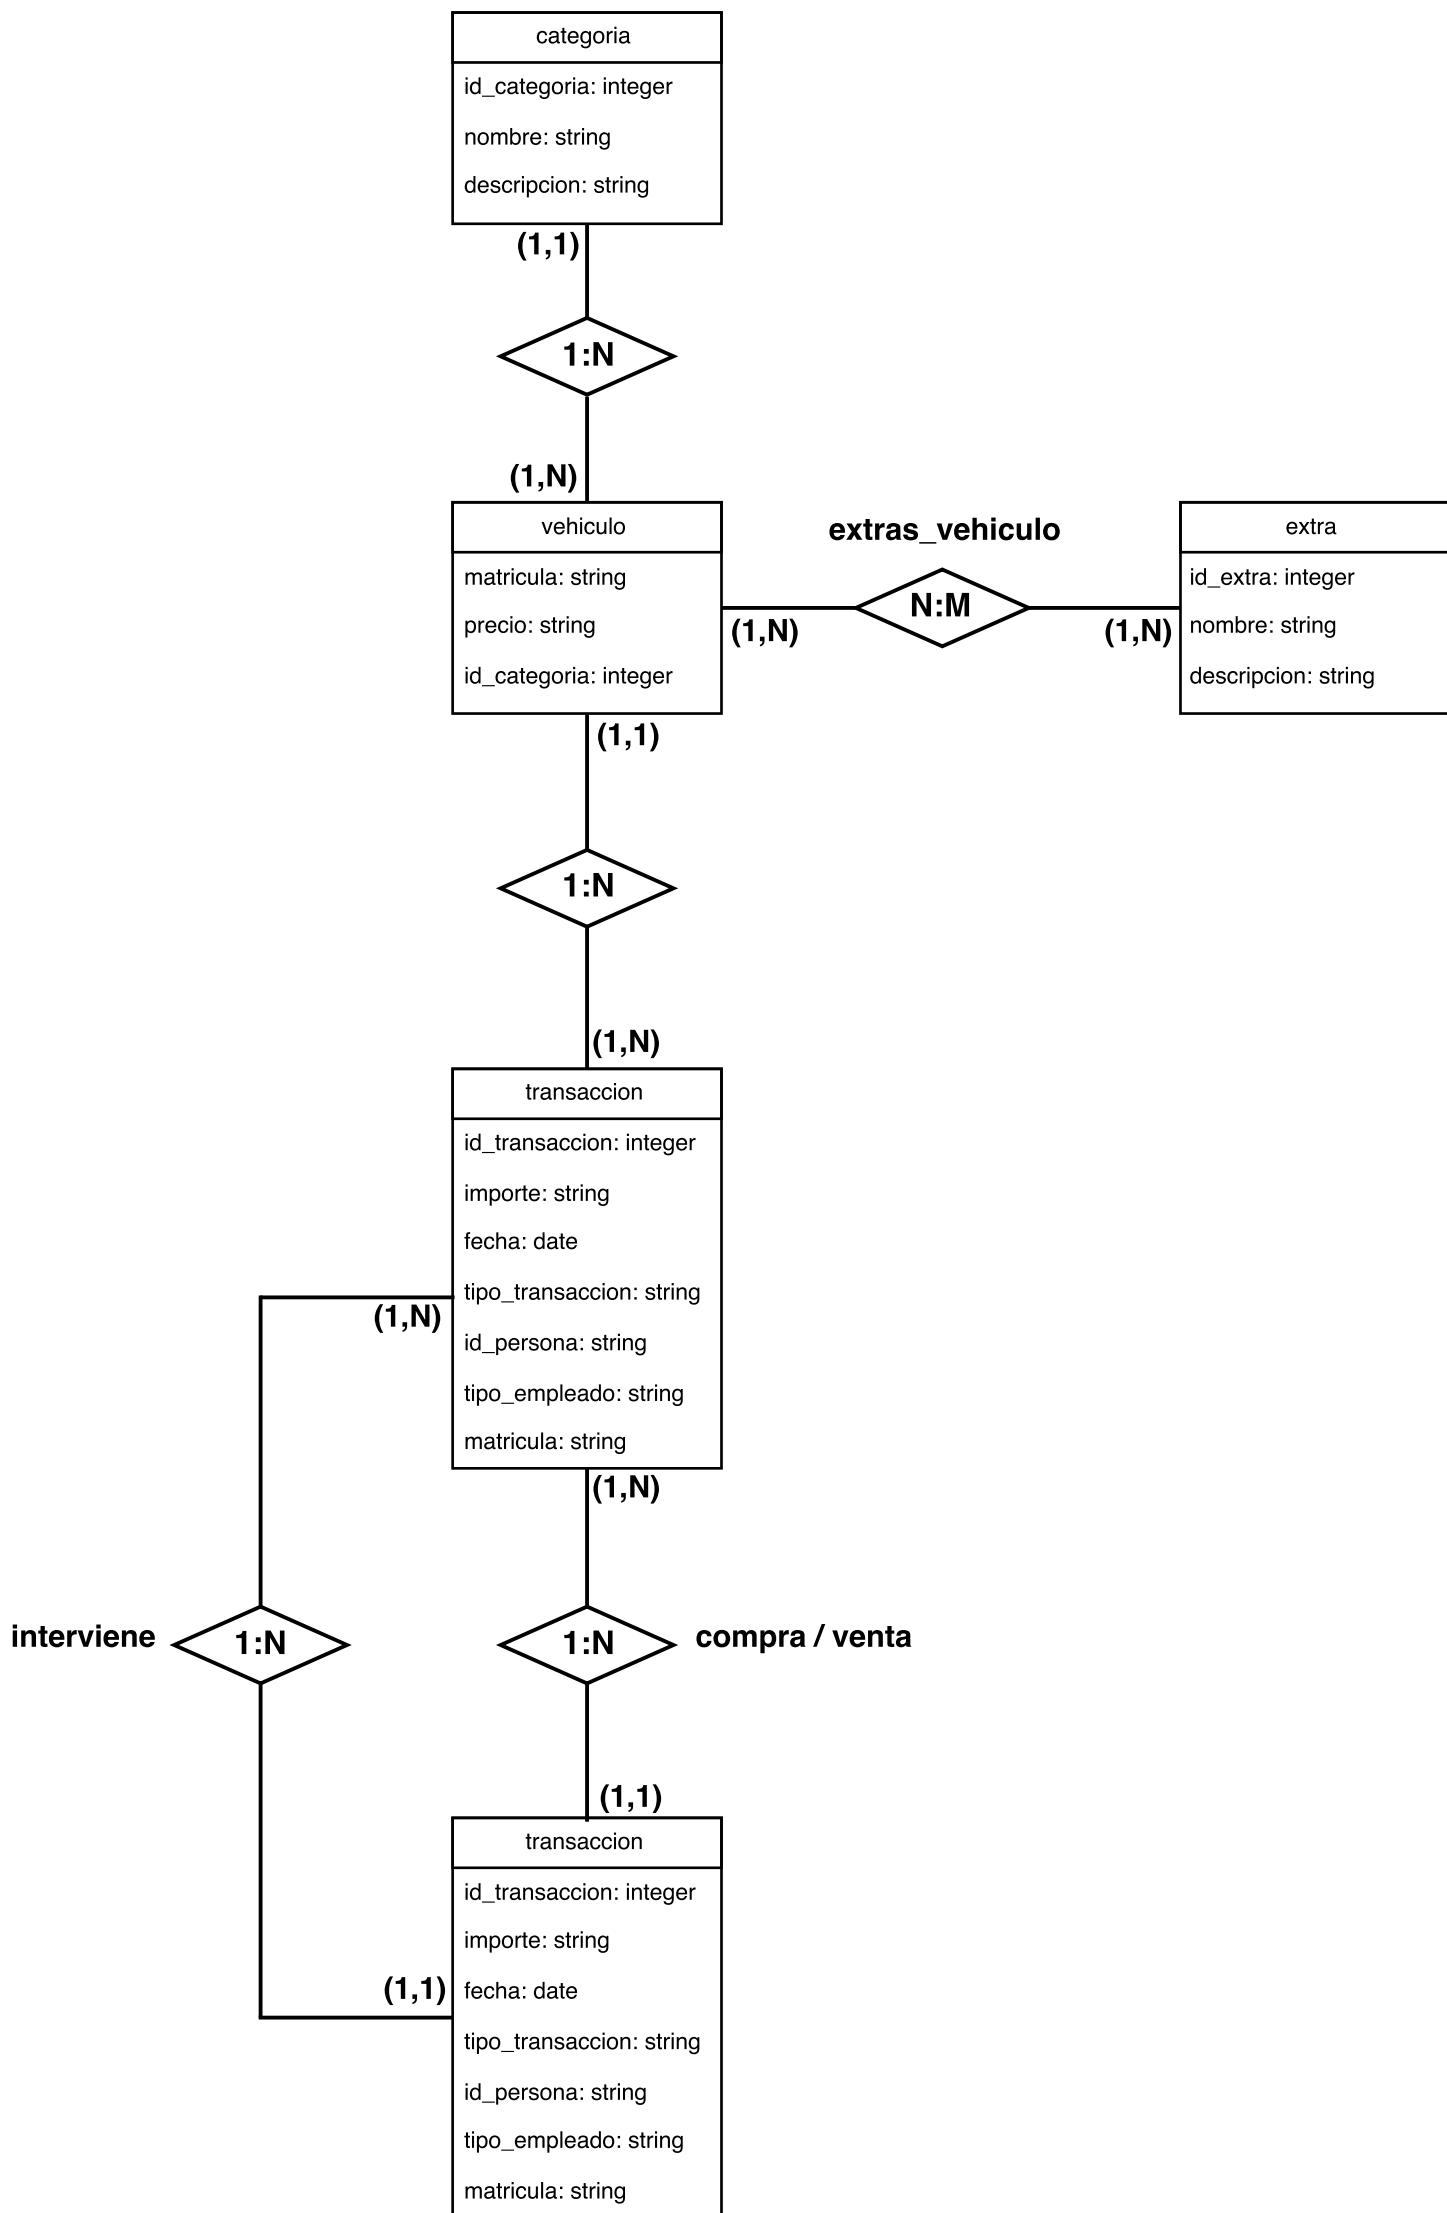 categoria
id_categoria: integer
nombre: string
descripcion: string
(1,1)
1:N
(1,N)
vehiculo
matricula: string
precio: string
id_categoria: integer
extras_vehiculo
N:M
(1,N)
(1,N)
extra
id_extra: integer
nombre: string
descripcion: string
(1,1)
1:N
(1,N)
transaccion
id_transaccion: integer
importe: string
fecha: date
tipo_transaccion: string
id_persona: string
tipo_empleado: string
matricula: string
(1,N)
(1,N)
interviene
1:N
1:N
compra / venta
(1,1)
transaccion
id_transaccion: integer
importe: string
fecha: date
tipo_transaccion: string
id_persona: string
tipo_empleado: string
matricula: string
(1,1)